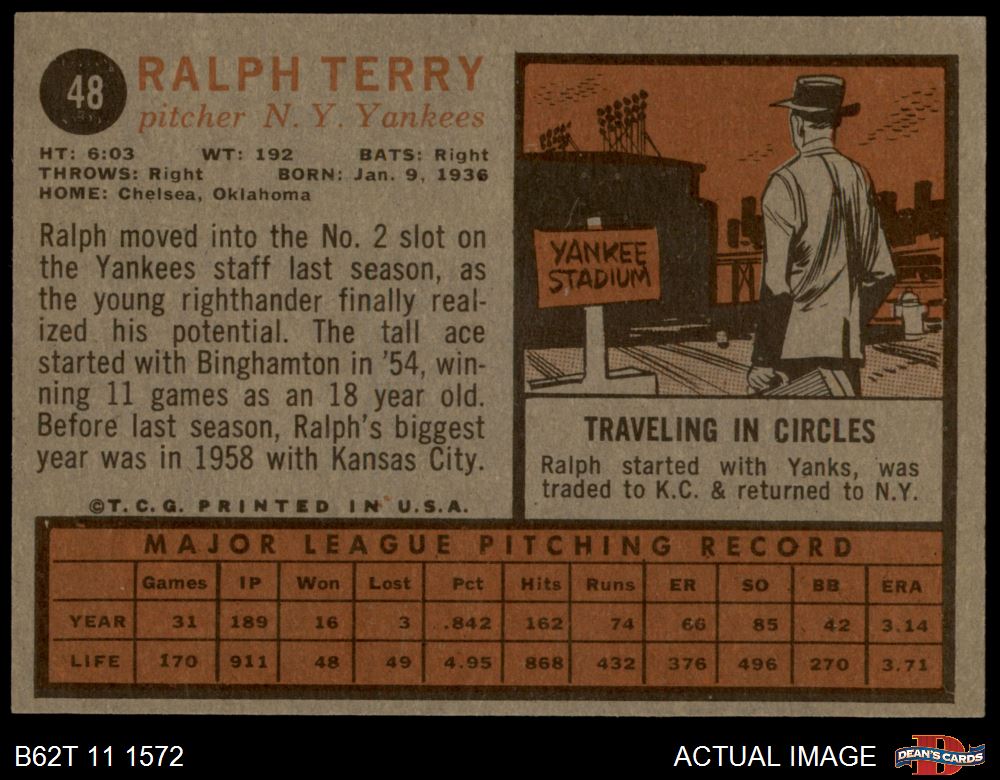 48
RALPH TERRY
pitcher N. Y. Yankees
HT: 6:03 WT: 192 BATS: Right
THROWS: Right BORN: Jan. 9, 1936
HOME: Chelsea, Oklahoma
Ralph moved into the No. 2 slot on
the Yankees staff last season, as
the young righthander finally real-
ized his potential. The tall ace
started with Binghamton in '54, win-
ning 11 games as an 18 year old.
Before last season, Ralph's biggest
year was in 1958 with Kansas City.
©T. C. G. PRINTED IN U.S.A.
YANKEE
STADIUM
TRAVELING IN CIRCLES
Ralph started with Yanks, was
traded to K.C. & returned to N.Y.
MAJOR LEAGUE PITCHING RECORD
Games IP Won Lost Pct Hits Runs ER SO BB ERA
YEAR 31 189 16 3 .842 162 74 66 85 42 3.14
LIFE 170 911 48 49 4.95 868 432 376 496 270 3.71
B62T 11 1572
ACTUAL IMAGE
D
DEAN'S CARDS